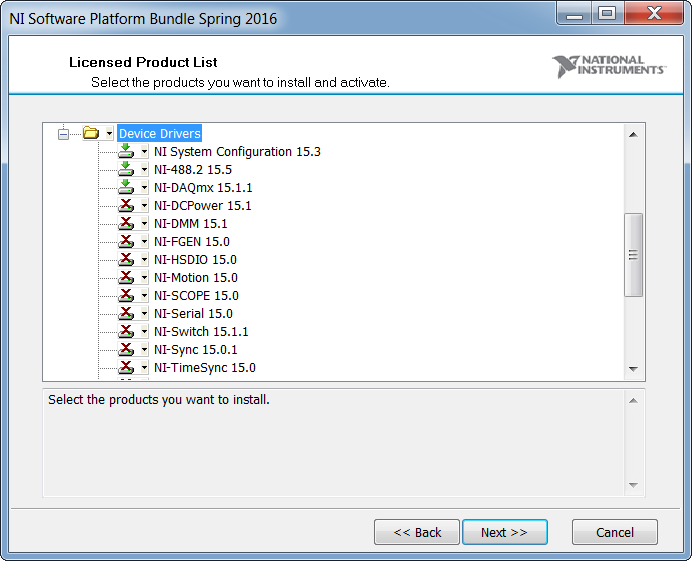 NI Software Platform Bundle Spring 2016
Licensed Product List
Select the products you want to install and activate.
NATIONAL
INSTRUMENTS™
Device Drivers
NI System Configuration 15.3
NI-488.2 15.5
NI-DAQmx 15.1.1
NI-DCPower 15.1
NI-DMM 15.1
NI-FGEN 15.0
NI-HSDIO 15.0
NI-Motion 15.0
NI-SCOPE 15.0
NI-Serial 15.0
NI-Switch 15.1.1
NI-Sync 15.0.1
NI-TimeSync 15.0
Select the products you want to install.
<< Back
Next >>
Cancel